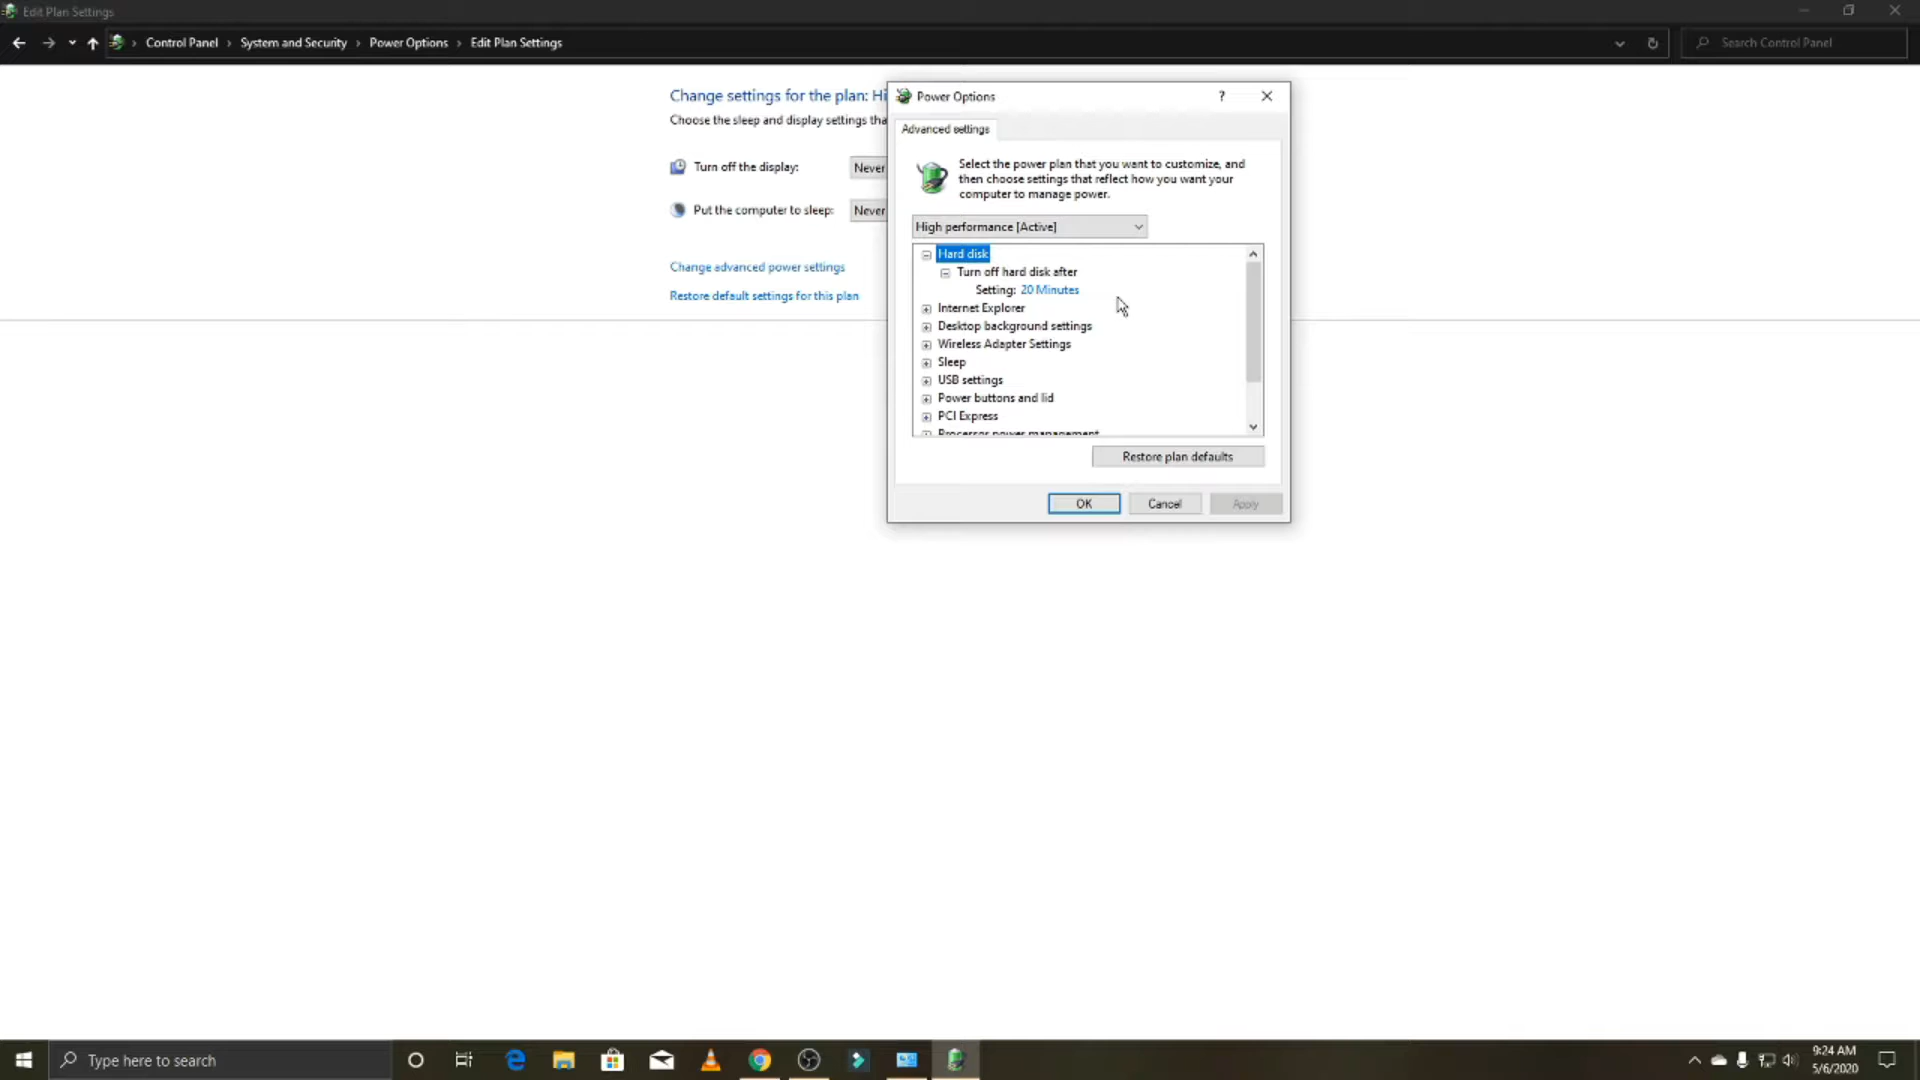 Edit Plan Settings
Control Panel › System and Security › Power Options › Edit Plan Settings
Search Control Panel
Change settings for the plan: Hi
Choose the sleep and display settings tha
Turn off the display: Never
Put the computer to sleep: Never
Change advanced power settings
Restore default settings for this plan
Power Options
?
Advanced settings
Select the power plan that you want to customize, and
then choose settings that reflect how you want your
computer to manage power.
High performance [Active]
Hard disk
Turn off hard disk after
Setting: 20 Minutes
Internet Explorer
Desktop background settings
Wireless Adapter Settings
Sleep
USB settings
Power buttons and lid
PCI Express
Processor power management
Restore plan defaults
OK Cancel Apply
Type here to search
9:24 AM
5/6/2020